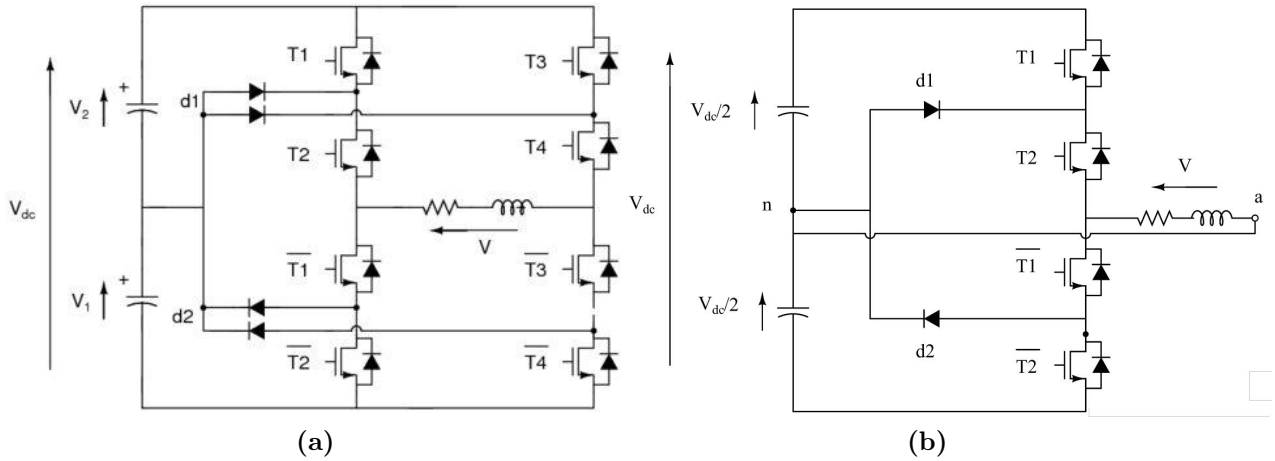 T1
T3
d1
V2
+
T2
T4
Vdc
V
T1
T3
+
V1
d2
T2
T4
(a)
T1
d1
Vdc/2
T2
V
Vdc
n
a
T1
Vdc/2
d2
T2
(b)